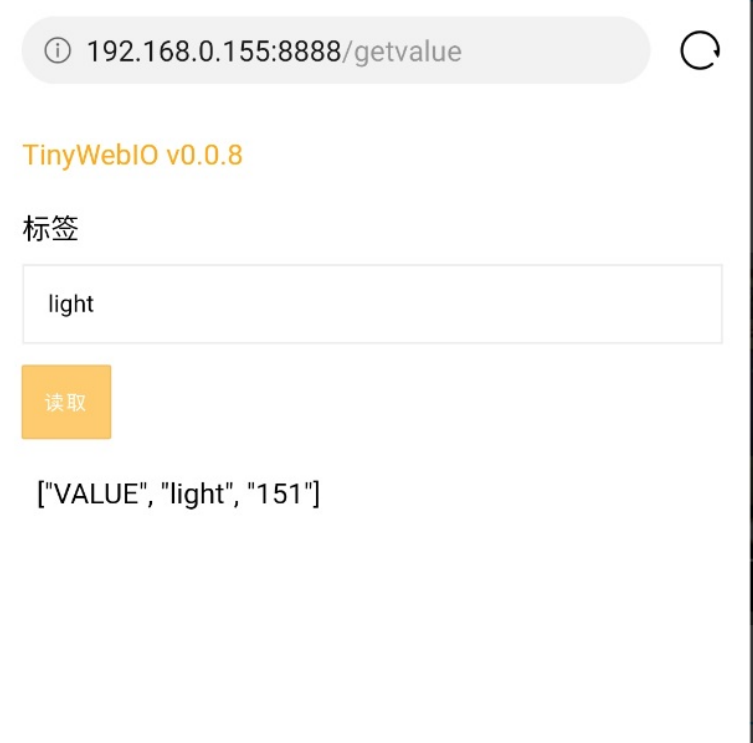 192.168.0.155:8888/getvalue
TinyWebIO v0.0.8
标签
light
读取
["VALUE", "light", "151"]